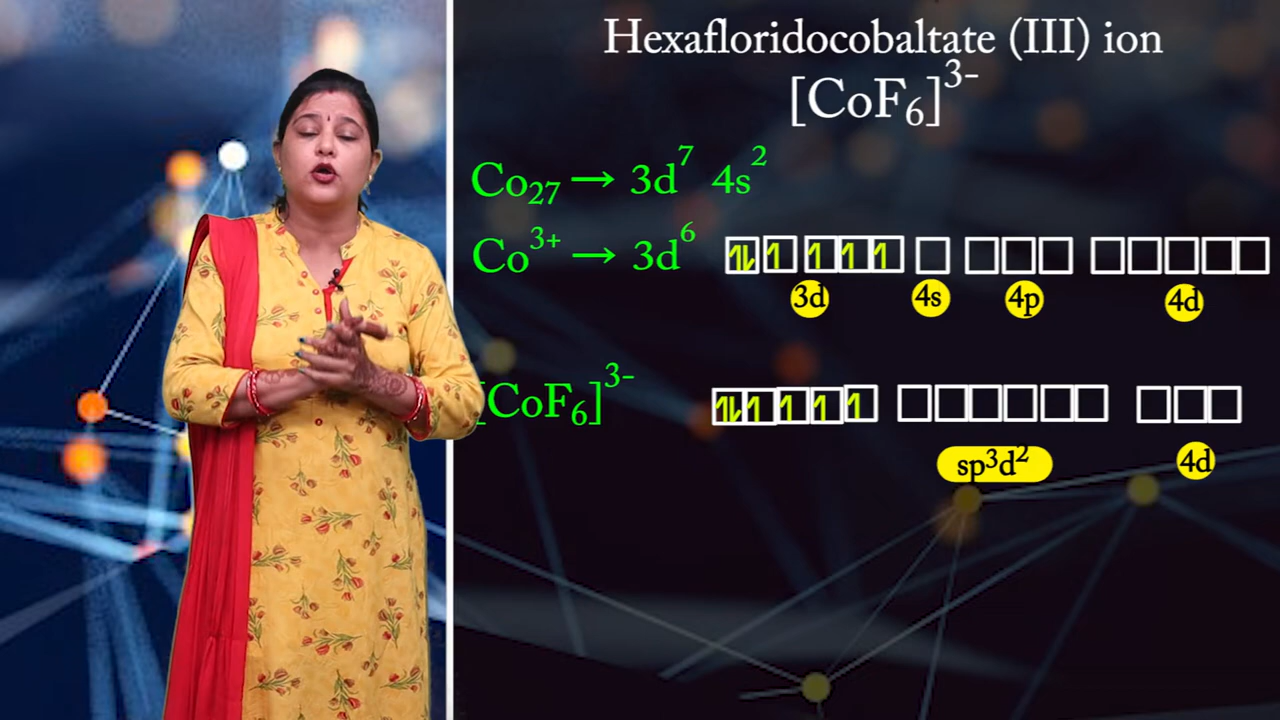 Hexafloridocobaltate (III) ion
[CoF₆]³⁻
Co₂₇ → 3d⁷ 4s²
Co³⁺ → 3d⁶ ⥮ ↿ ↿ ↿ ↿
3d 4s 4p 4d
[CoF₆]³⁻ ⥮ ↿ ↿ ↿ ↿
sp³d² 4d